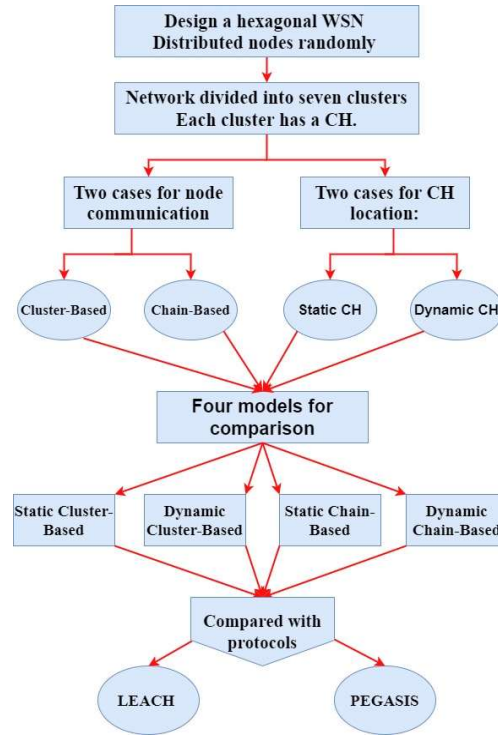 Design a hexagonal WSN
Distributed nodes randomly
Network divided into seven clusters
Each cluster has a CH.
Two cases for node
communication
Two cases for CH
location:
Cluster-Based
Chain-Based
Static CH
Dynamic CH
Four models for
comparison
Static Cluster-
Based
Dynamic
Cluster-Based
Static Chain-
Based
Dynamic
Chain-Based
Compared with
protocols
LEACH
PEGASIS